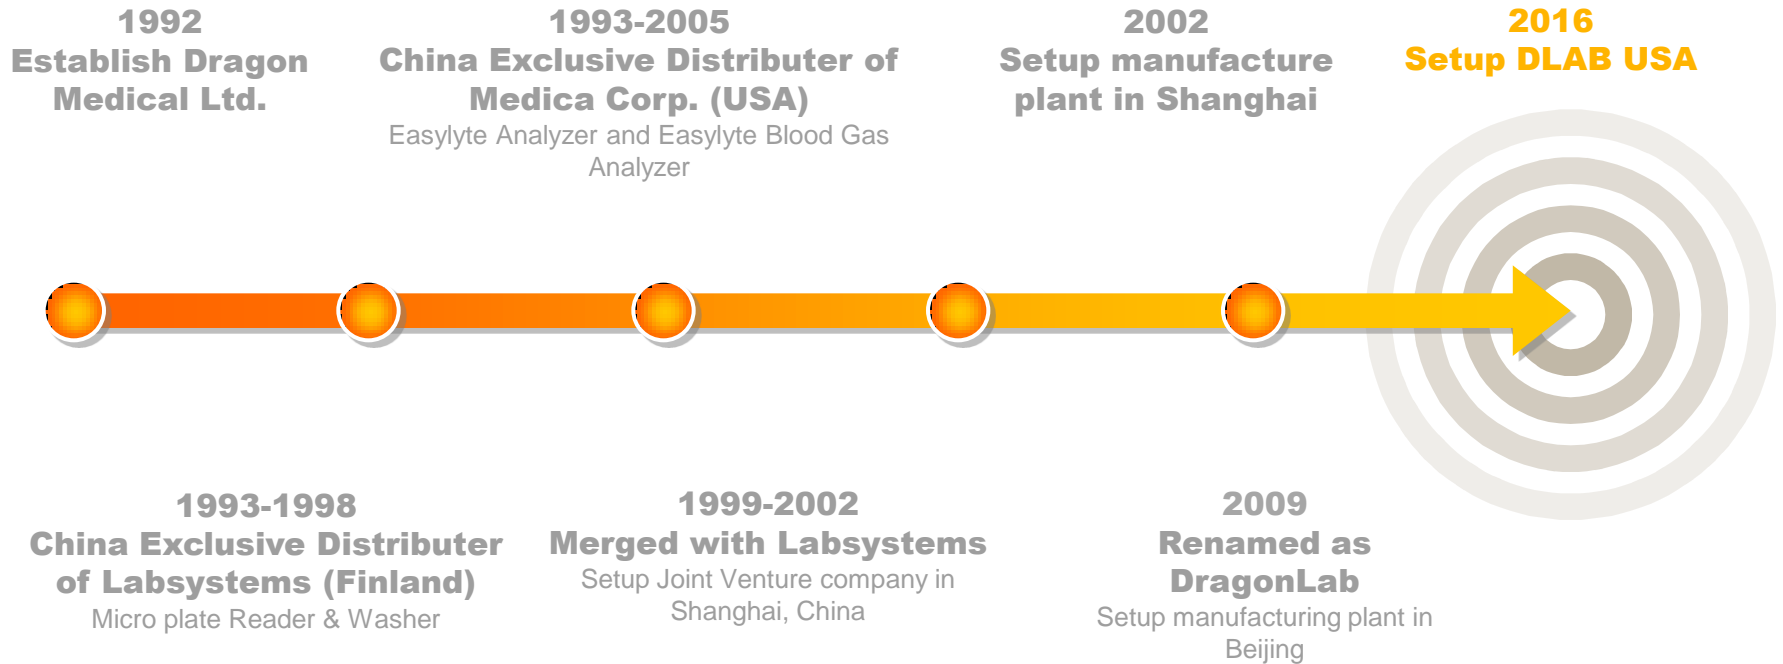 1992
Establish Dragon
Medical Ltd.
1993-2005
China Exclusive Distributer of
Medica Corp. (USA)
Easylyte Analyzer and Easylyte Blood Gas
Analyzer
2002
Setup manufacture
plant in Shanghai
2016
Setup DLAB USA
1993-1998
China Exclusive Distributer
of Labsystems (Finland)
Micro plate Reader & Washer
1999-2002
Merged with Labsystems
Setup Joint Venture company in
Shanghai, China
2009
Renamed as
DragonLab
Setup manufacturing plant in
Beijing